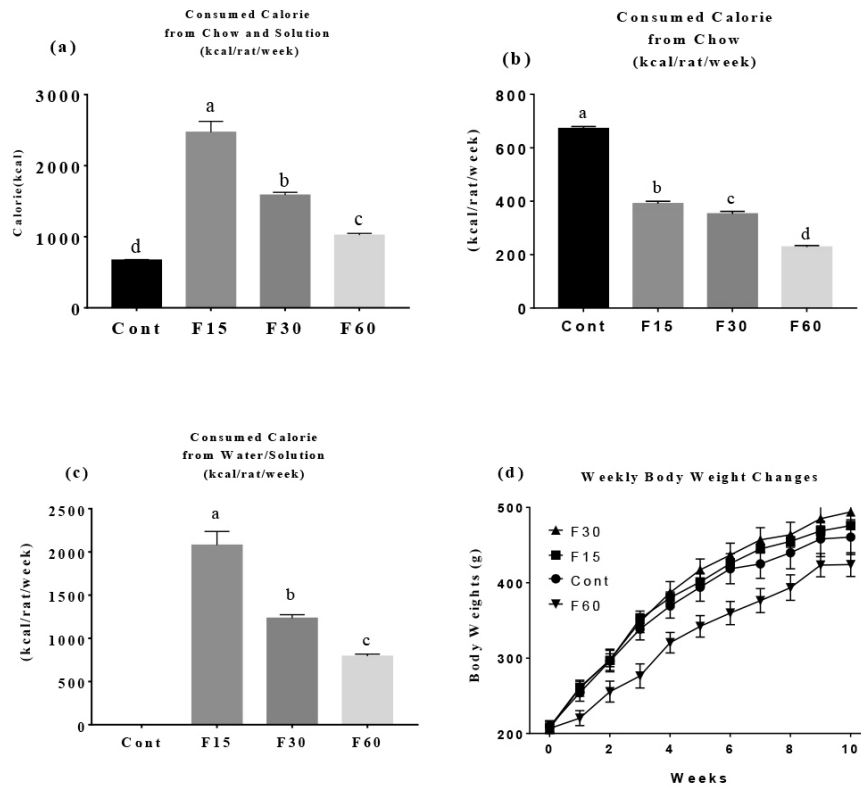 Consumed Calorie
from Chow and Solution
(kcal/rat/week)
(a)
Calorie(kcal)
3000
2000
1000
0
a
b
c
d
Cont F15 F30 F60
Consumed Calorie
from Chow
(kcal/rat/week)
(b)
(kcal/rat/week)
800
600
400
200
0
a
b
c
d
Cont F15 F30 F60
Consumed Calorie
from Water/Solution
(kcal/rat/week)
(c)
(kcal/rat/week)
2500
2000
1500
1000
500
0
a
b
c
Cont F15 F30 F60
(d)
Weekly Body Weight Changes
Body Weights (g)
500
400
300
200
F30
F15
Cont
F60
0 2 4 6 8 10
Weeks